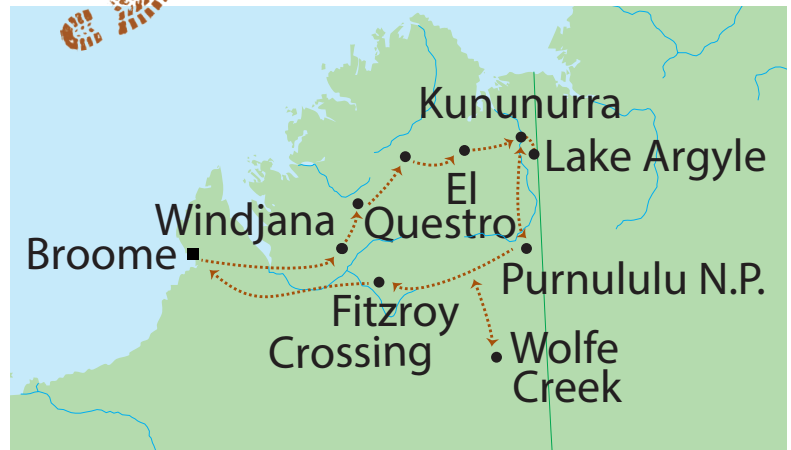 Kununurra
Lake Argyle
El
Questro
Windjana
Broome
Purnululu N.P.
Fitzroy
Crossing
Wolfe
Creek